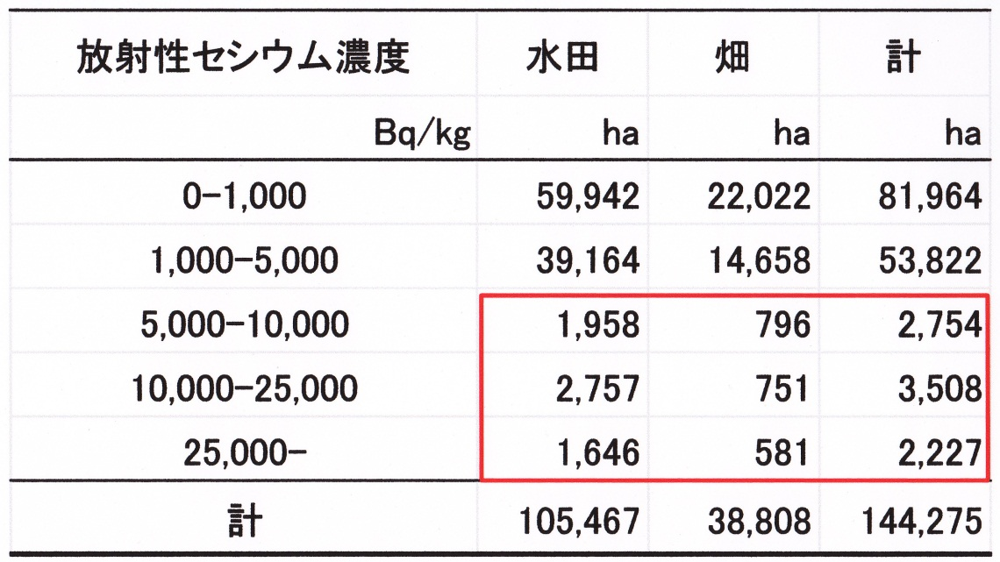 放射性セシウム濃度 水田 畑 計
Bq/kg ha ha ha
0-1,000 59,942 22,022 81,964
1,000-5,000 39,164 14,658 53,822
5,000-10,000 1,958 796 2,754
10,000-25,000 2,757 751 3,508
25,000- 1,646 581 2,227
計 105,467 38,808 144,275